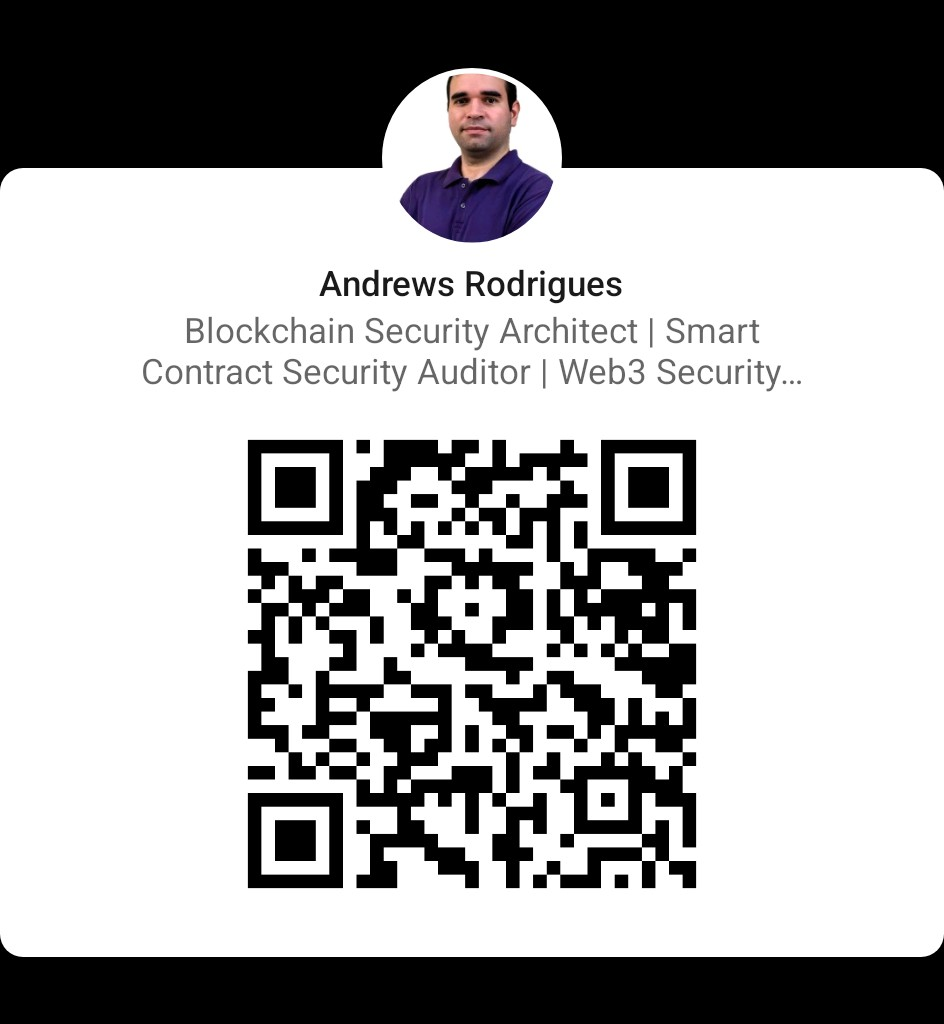 Andrews Rodrigues
Blockchain Security Architect | Smart
Contract Security Auditor | Web3 Security...